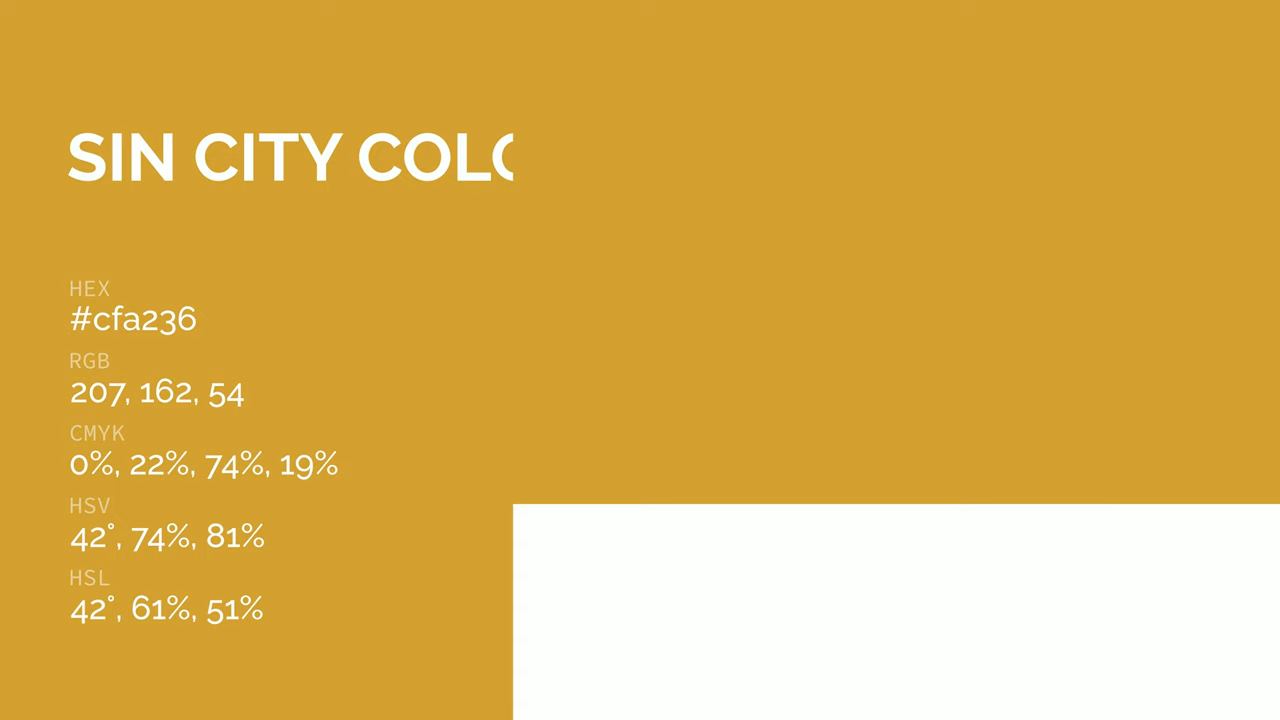 SIN CITY
HEX
#cfa236
RGB
207, 162, 54
CMYK
0%, 22%, 74%, 19%
HSV
42°, 74%, 81%
HSL
42°, 61%, 51%